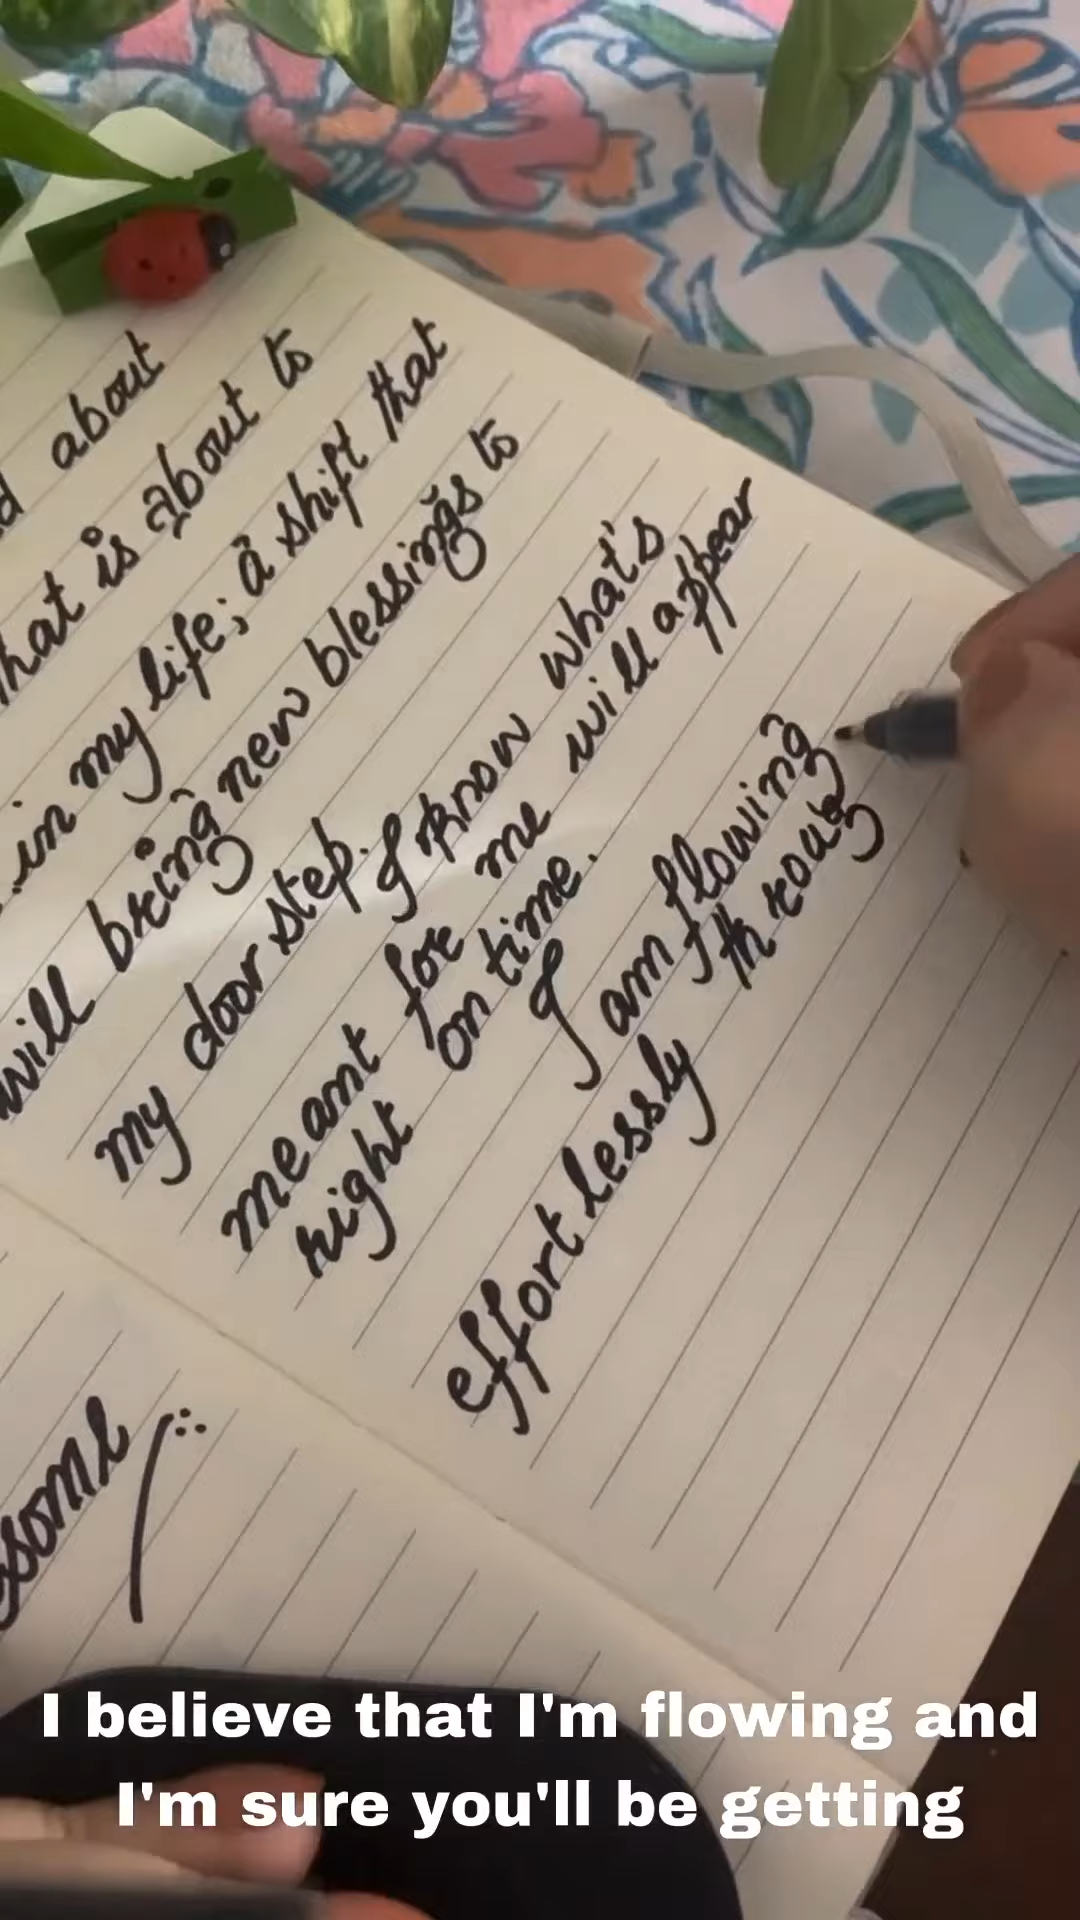 about
hat is about to
in my life; a shift that
will bring new blessings to
my door step. I know what's
meant for me will appear
right on time.
I am flowing
effortlessly throug
I believe that I'm flowing and
I'm sure you'll be getting